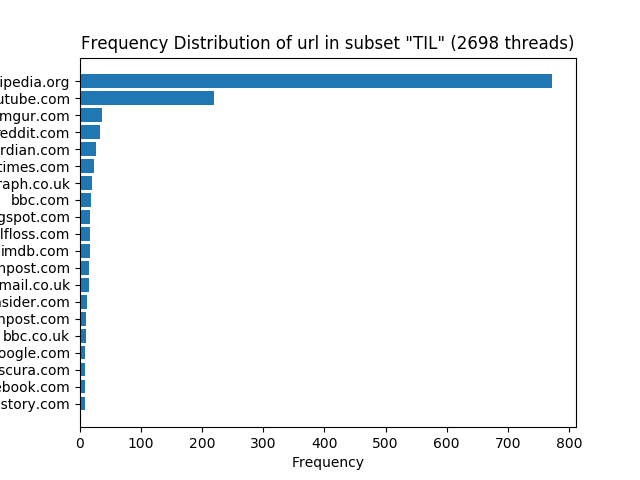 Frequency Distribution of url in subset "TIL" (2698 threads)
ipedia.org
utube.com
mgur.com
eddit.com
rdian.com
times.com
raph.co.uk
bbc.com
gspot.com
lfloss.com
imdb.com
npost.com
mail.co.uk
sider.com
npost.com
bbc.co.uk
oogle.com
scura.com
ebook.com
story.com
0 100 200 300 400 500 600 700 800
Frequency